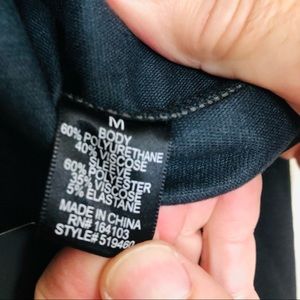 M
BODY
60% POLYURETHANE
40% VISCOSE
SLEEVE
60% POLYESTER
35% VISCOSE
5% ELASTANE
MADE IN CHINA
RN# 164103
STYLE# 519460